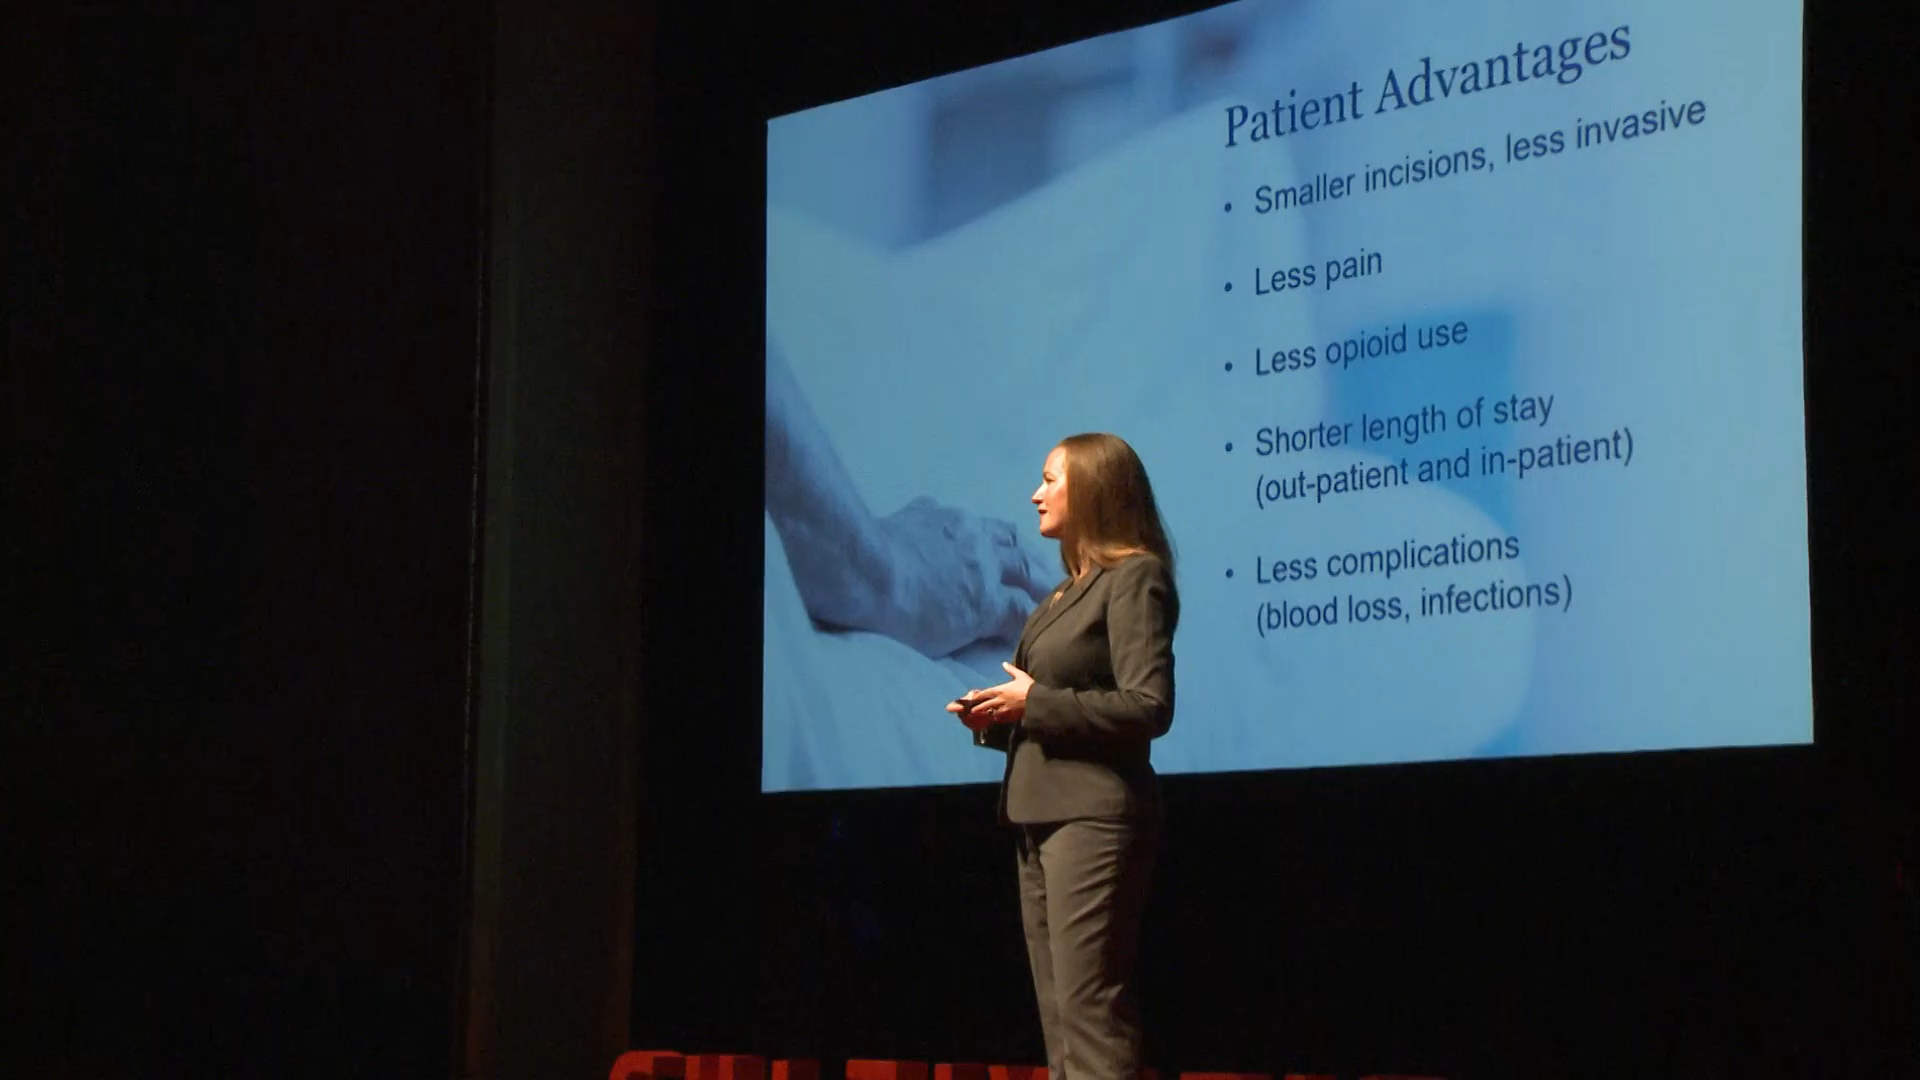 Patient Advantages
• Smaller incisions, less invasive
• Less pain
• Less opioid use
• Shorter length of stay
(out-patient and in-patient)
• Less complications
(blood loss, infections)